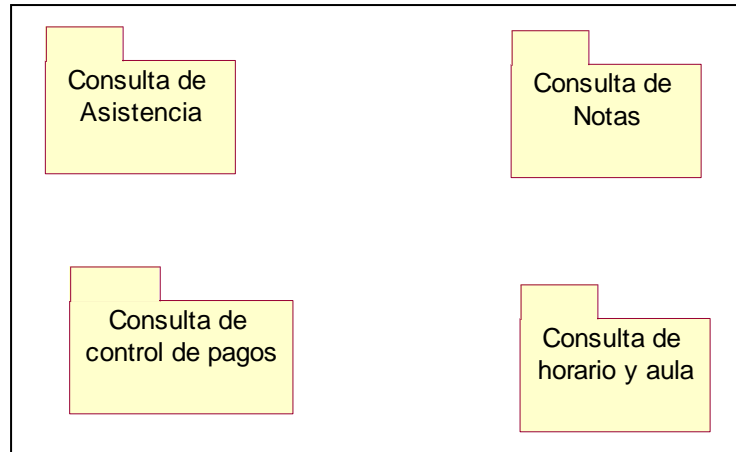 Consulta de
Asistencia
Consulta de
Notas
Consulta de
control de pagos
Consulta de
horario y aula